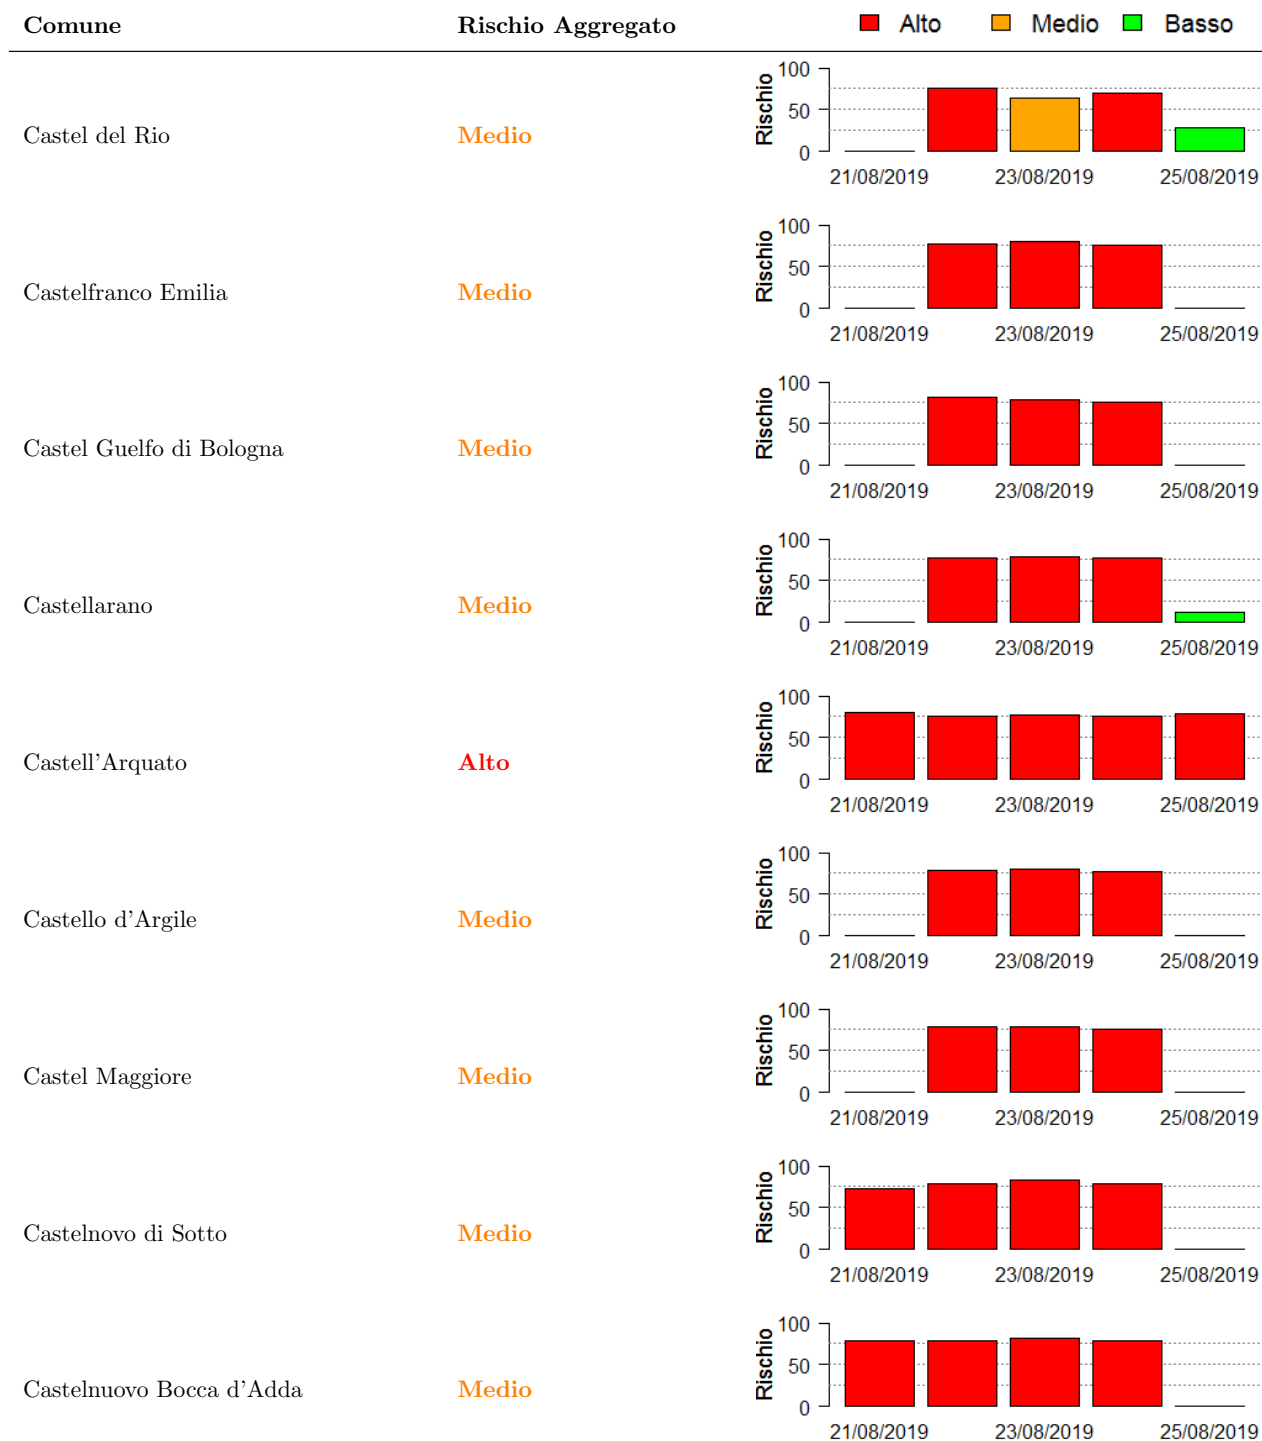 Comune Rischio Aggregato Alto Medio Basso
Castel del Rio Medio Rischio 100 50 0
21/08/2019 23/08/2019 25/08/2019
Castelfranco Emilia Medio Rischio 100 50 0
21/08/2019 23/08/2019 25/08/2019
Castel Guelfo di Bologna Medio Rischio 100 50 0
21/08/2019 23/08/2019 25/08/2019
Castellarano Medio Rischio 100 50 0
21/08/2019 23/08/2019 25/08/2019
Castell'Arquato Alto Rischio 100 50 0
21/08/2019 23/08/2019 25/08/2019
Castello d'Argile Medio Rischio 100 50 0
21/08/2019 23/08/2019 25/08/2019
Castel Maggiore Medio Rischio 100 50 0
21/08/2019 23/08/2019 25/08/2019
Castelnovo di Sotto Medio Rischio 100 50 0
21/08/2019 23/08/2019 25/08/2019
Castelnuovo Bocca d'Adda Medio Rischio 100 50 0
21/08/2019 23/08/2019 25/08/2019